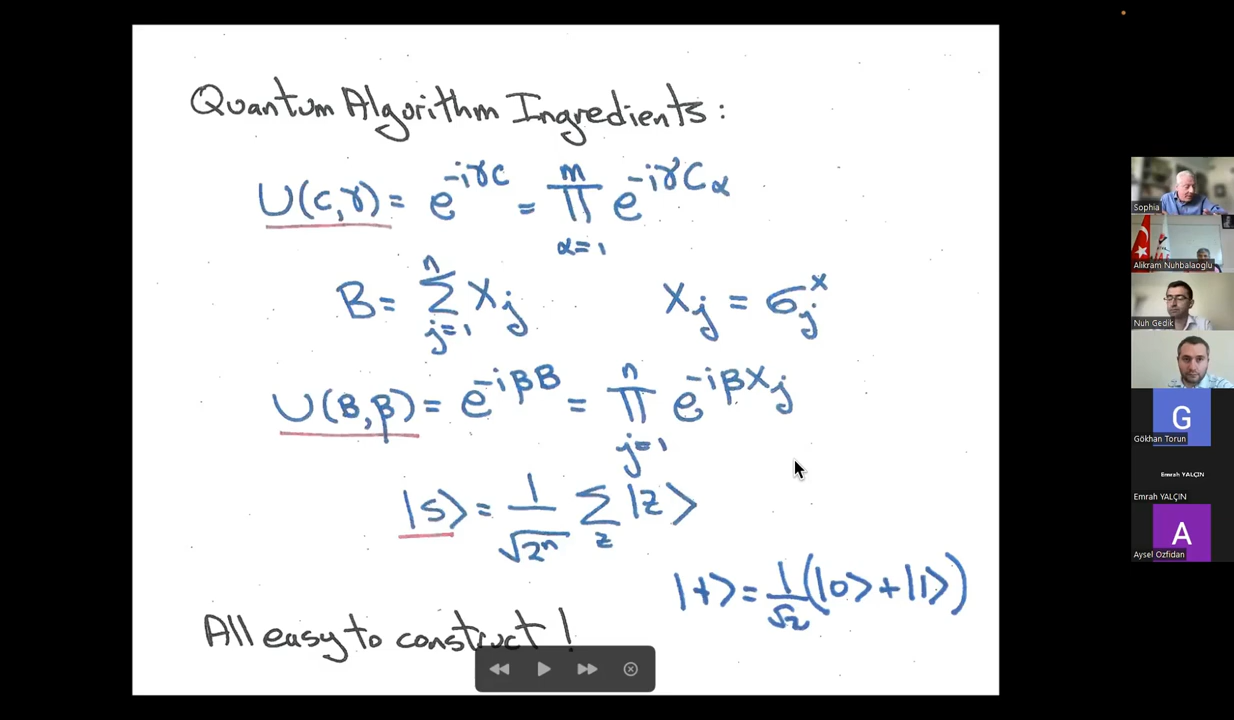 Quantum Algorithm Ingredients:
U(C,γ) = e^{-iγC} = ∏_{α=1}^{m} e^{-iγC_α}
B = ∑_{j=1}^{n} X_j    X_j = σ_j^x
U(B,β) = e^{-iβB} = ∏_{j=1}^{n} e^{-iβX_j}
|s⟩ = 1/√2ⁿ ∑_z |z⟩
|+⟩ = 1/√2 (|0⟩ + |1⟩)
All easy to construct!
Sophia
Alikram Nuhbalaoglu
Nuh Gedik
G
Gökhan Torun
Emrah YALÇIN
Emrah YALÇIN
A
Aysel Ozfidan